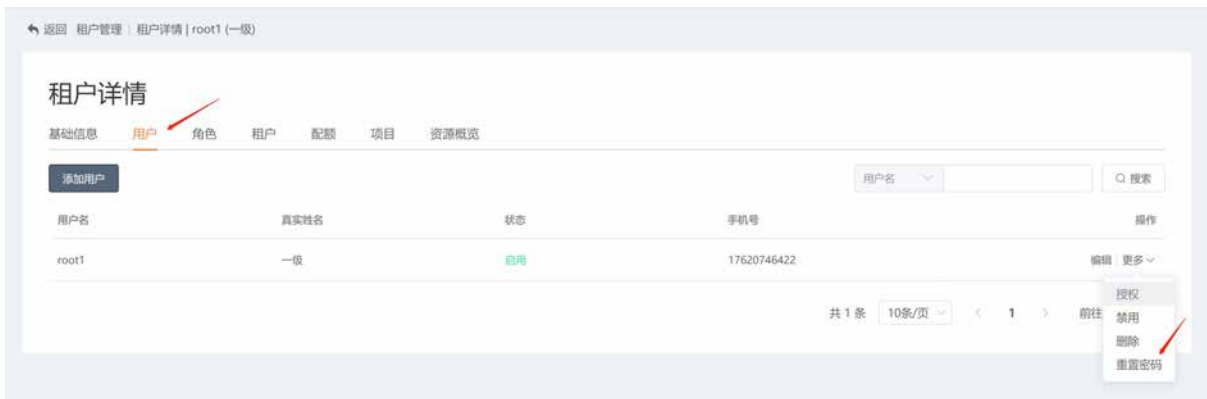 返回 租户管理 | 租户详情 | root1 (一级)
租户详情
基础信息 用户 角色 租户 配额 项目 资源概览
添加用户 用户名 搜索
用户名 真实姓名 状态 手机号 操作
root1 一级 启用 17620746422 编辑 更多
授权
共 1 条 10条/页 1 前往
禁用
删除
重置密码